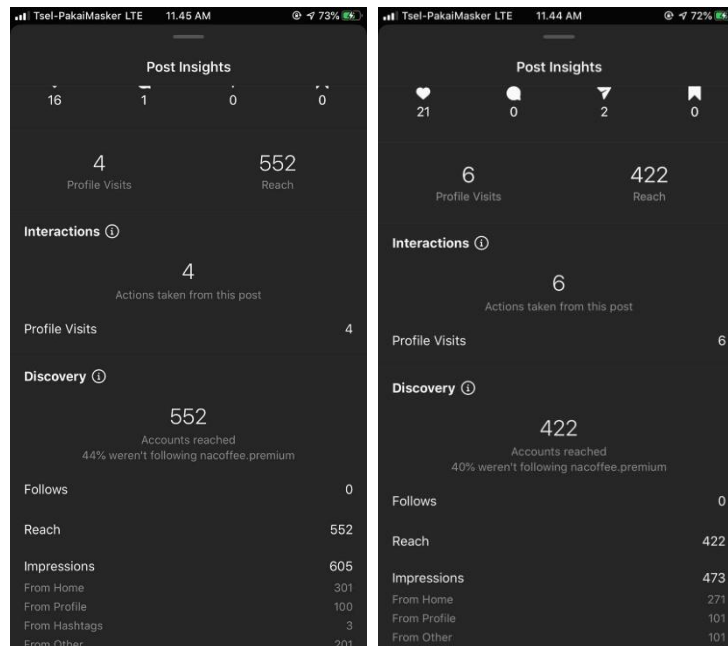 Tsel-PakaiMasker LTE 11.45 AM 73%
Post Insights
16 1 0 0
4 552
Profile Visits Reach
Interactions
4
Actions taken from this post
Profile Visits 4
Discovery
552
Accounts reached
44% weren't following nacoffee.premium
Follows 0
Reach 552
Impressions 605
From Home 301
From Profile 100
From Hashtags 3
From Other 201
Tsel-PakaiMasker LTE 11.44 AM 72%
Post Insights
21 0 2 0
6 422
Profile Visits Reach
Interactions
6
Actions taken from this post
Profile Visits 6
Discovery
422
Accounts reached
40% weren't following nacoffee.premium
Follows 0
Reach 422
Impressions 473
From Home 271
From Profile 101
From Other 101